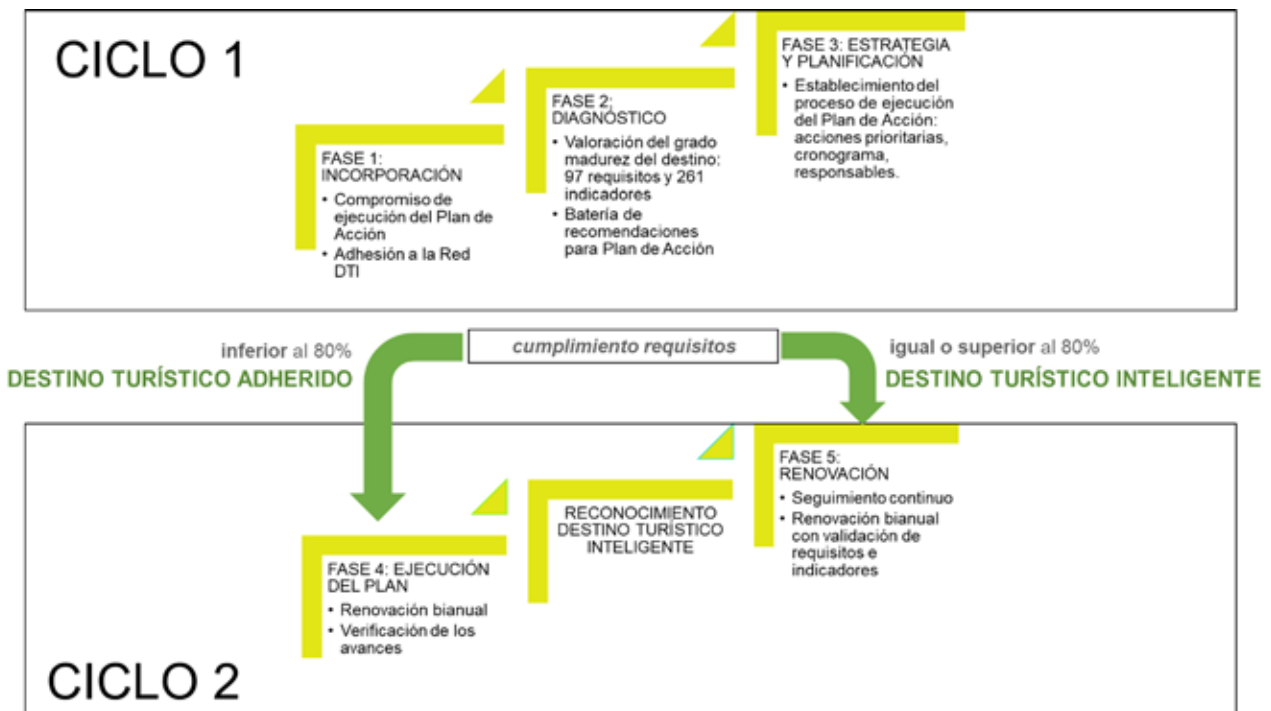 CICLO 1
FASE 1:
INCORPORACIÓN
• Compromiso de
ejecución del Plan de
Acción
• Adhesión a la Red
DTI
FASE 2:
DIAGNÓSTICO
• Valoración del grado
madurez del destino:
97 requisitos y 261
indicadores
• Batería de
recomendaciones
para Plan de Acción
FASE 3: ESTRATEGIA
Y PLANIFICACIÓN
• Establecimiento del
proceso de ejecución
del Plan de Acción:
acciones prioritarias,
cronograma,
responsables.
inferior al 80%
DESTINO TURÍSTICO ADHERIDO
cumplimiento requisitos
igual o superior al 80%
DESTINO TURÍSTICO INTELIGENTE
FASE 4: EJECUCIÓN
DEL PLAN
• Renovación bianual
• Verificación de los
avances
RECONOCIMIENTO
DESTINO TURÍSTICO
INTELIGENTE
FASE 5:
RENOVACIÓN
• Seguimiento continuo
• Renovación bianual
con validación de
requisitos e
indicadores
CICLO 2